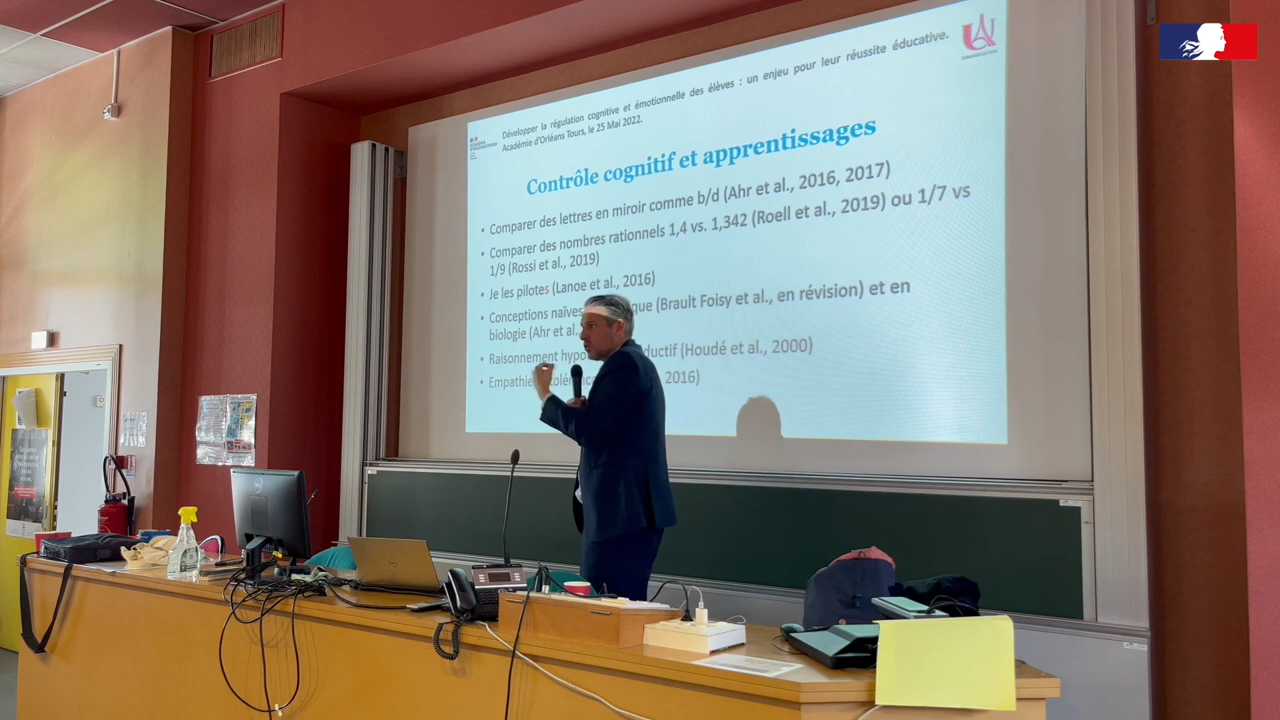 Développer la régulation cognitive et émotionnelle des élèves : un enjeu pour leur réussite éducative.
Académie d'Orléans Tours, le 25 Mai 2022.
Contrôle cognitif et apprentissages
• Comparer des lettres en miroir comme b/d (Ahr et al., 2016, 2017)
• Comparer des nombres rationnels 1,4 vs. 1,342 (Roell et al., 2019) ou 1/7 vs
1/9 (Rossi et al., 2019)
• Je les pilotes (Lanoe et al., 2016)
• Conceptions naïves que (Brault Foisy et al., en révision) et en
biologie (Ahr et al.
• Raisonnement hypo ductif (Houdé et al., 2000)
• Empathie 2016)